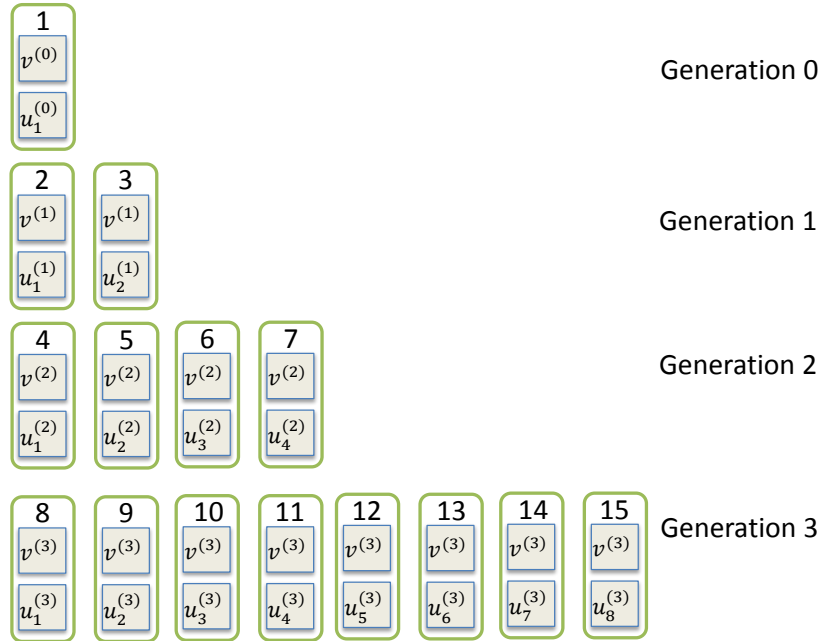 1
v^{(0)} Generation 0
u_1^{(0)}
2 3
v^{(1)} v^{(1)} Generation 1
u_1^{(1)} u_2^{(1)}
4 5 6 7
v^{(2)} v^{(2)} v^{(2)} v^{(2)} Generation 2
u_1^{(2)} u_2^{(2)} u_3^{(2)} u_4^{(2)}
8 9 10 11 12 13 14 15
v^{(3)} v^{(3)} v^{(3)} v^{(3)} v^{(3)} v^{(3)} v^{(3)} v^{(3)} Generation 3
u_1^{(3)} u_2^{(3)} u_3^{(3)} u_4^{(3)} u_5^{(3)} u_6^{(3)} u_7^{(3)} u_8^{(3)}